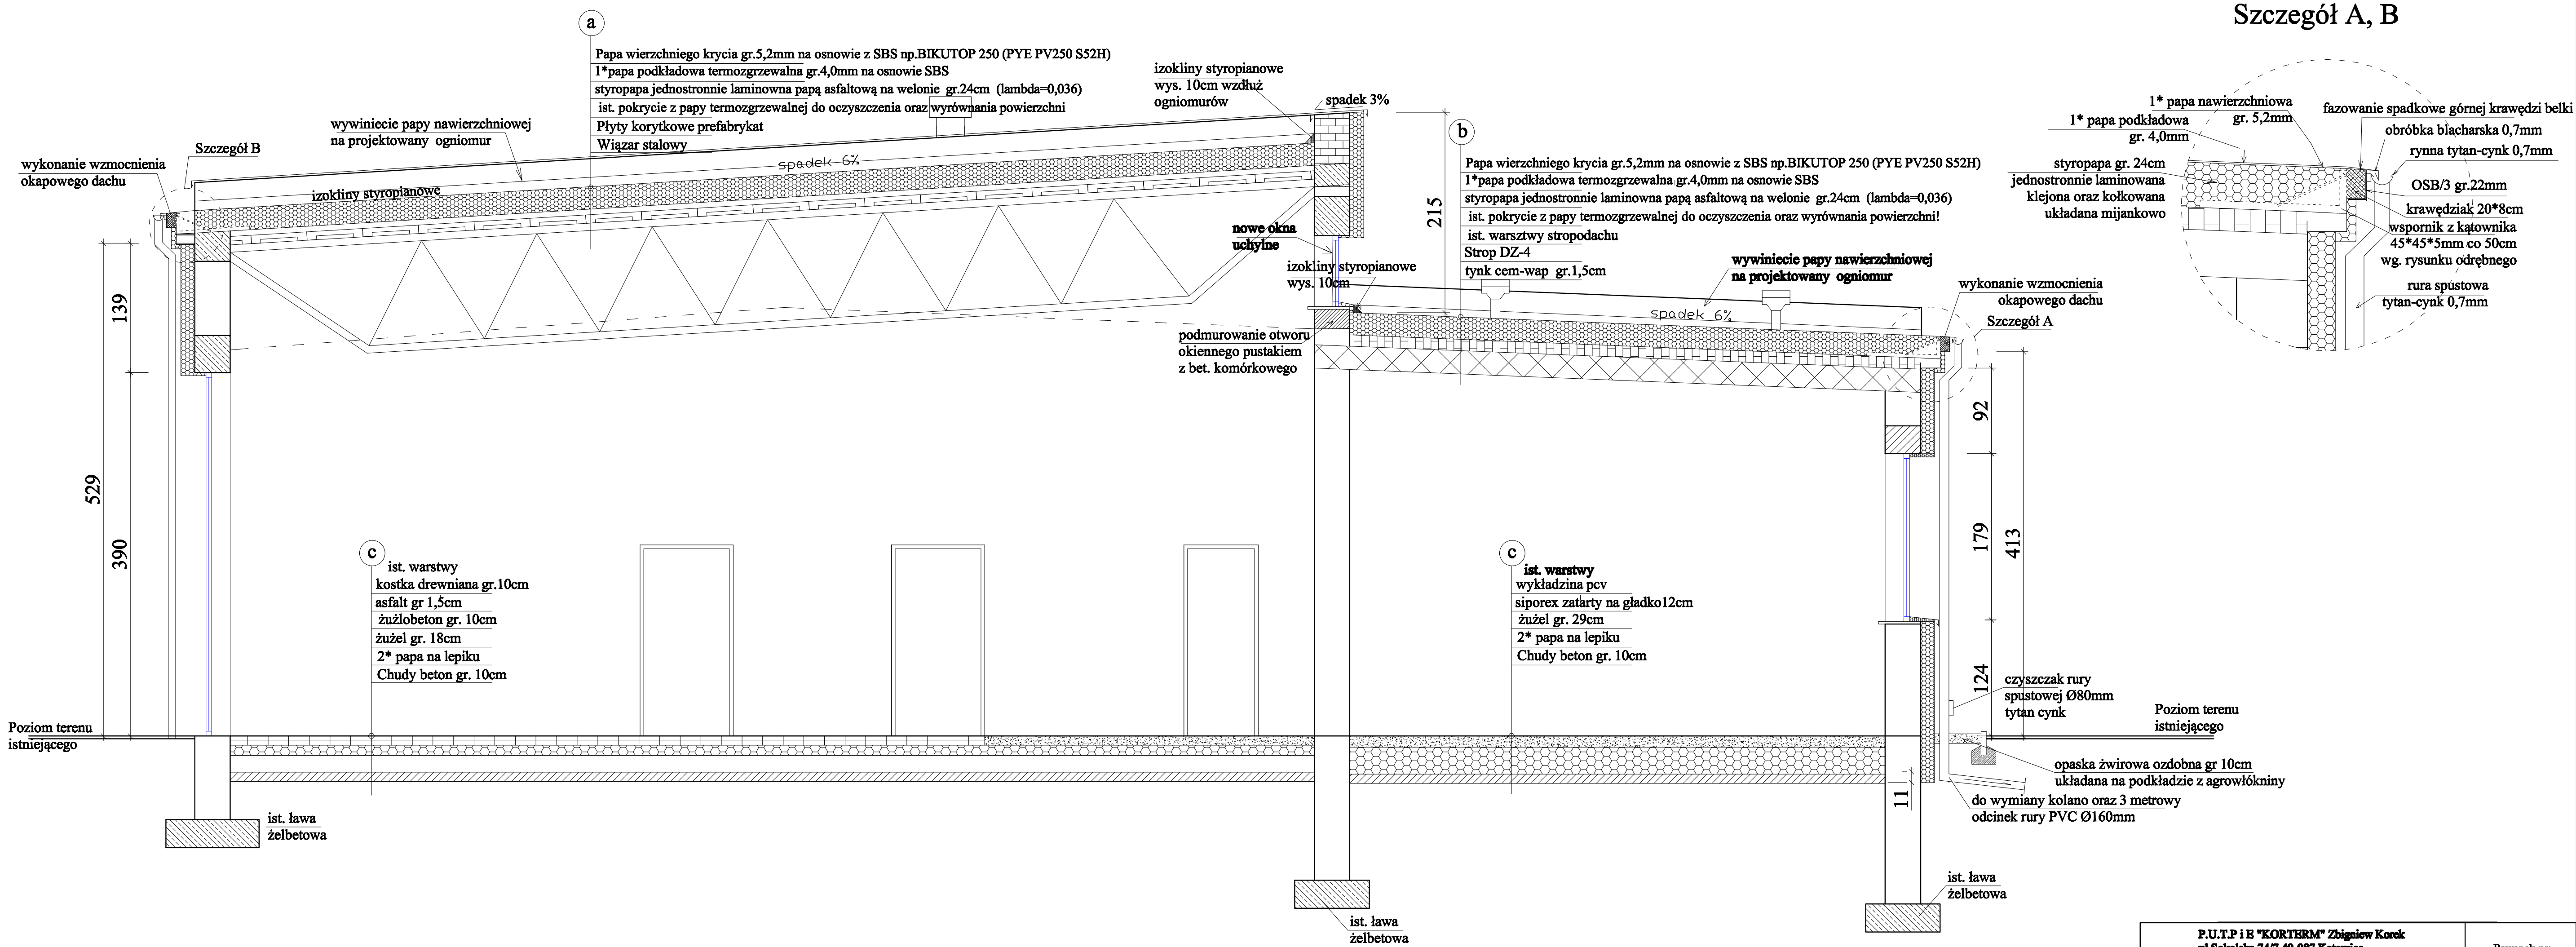 Szczegół A, B
a
Papa wierzchniego krycia gr.5,2mm na osnowie z SBS np.BIKUTOP 250 (PYE PV250 S52H)
1*papa podkładowa termozgrzewalna gr.4,0mm na osnowie SBS
styropapa jednostronnie laminowna papą asfaltową na welonie gr.24cm (lambda=0,036)
ist. pokrycie z papy termozgrzewalnej do oczyszczenia oraz wyrównania powierzchni
Płyty korytkowe prefabrykat
Wiązar stalowy
izokliny styropianowe
wys. 10cm wzdłuż
ogniomurów
spadek 3%
wywiniecie papy nawierzchniowej
na projektowany ogniomur
Szczegół B
wykonanie wzmocnienia
okapowego dachu
izokliny styropianowe
spadek 6%
215
b
Papa wierzchniego krycia gr.5,2mm na osnowie z SBS np.BIKUTOP 250 (PYE PV250 S52H)
1*papa podkładowa termozgrzewalna gr.4,0mm na osnowie SBS
styropapa jednostronnie laminowna papą asfaltową na welonie gr.24cm (lambda=0,036)
ist. pokrycie z papy termozgrzewalnej do oczyszczenia oraz wyrównania powierzchni!
ist. warsztwy stropodachu
Strop DZ-4
tynk cem-wap gr.1,5cm
nowe okna
uchylne
izokliny styropianowe
wys. 10cm
wywiniecie papy nawierzchniowej
na projektowany ogniomur
spadek 6%
wykonanie wzmocnienia
okapowego dachu
Szczegół A
podmurowanie otworu
okiennego pustakiem
z bet. komórkowego
1* papa nawierzchniowa
gr. 5,2mm
1* papa podkładowa
gr. 4,0mm
styropapa gr. 24cm
jednostronnie laminowana
klejona oraz kołkowana
układana mijankowo
fazowanie spadkowe górnej krawędzi belki
obróbka blacharska 0,7mm
rynna tytan-cynk 0,7mm
OSB/3 gr.22mm
krawędziak 20*8cm
wspornik z kątownika
45*45*5mm co 50cm
wg. rysunku odrębnego
rura spustowa
tytan-cynk 0,7mm
139
529
390
92
179
413
124
11
c
ist. warstwy
kostka drewniana gr.10cm
asfalt gr 1,5cm
żużlobeton gr. 10cm
żużel gr. 18cm
2* papa na lepiku
Chudy beton gr. 10cm
c
ist. warstwy
wykładzina pcv
siporex zatarty na gładko12cm
żużel gr. 29cm
2* papa na lepiku
Chudy beton gr. 10cm
Poziom terenu
istniejącego
czyszczak rury
spustowej Ø80mm
tytan cynk
Poziom terenu
istniejącego
opaska żwirowa ozdobna gr 10cm
układana na podkładzie z agrowłókniny
do wymiany kolano oraz 3 metrowy
odcinek rury PVC Ø160mm
ist. ława
żelbetowa
ist. ława
żelbetowa
ist. ława
żelbetowa
P.U.T.P i E "KORTERM" Zbigniew Korek